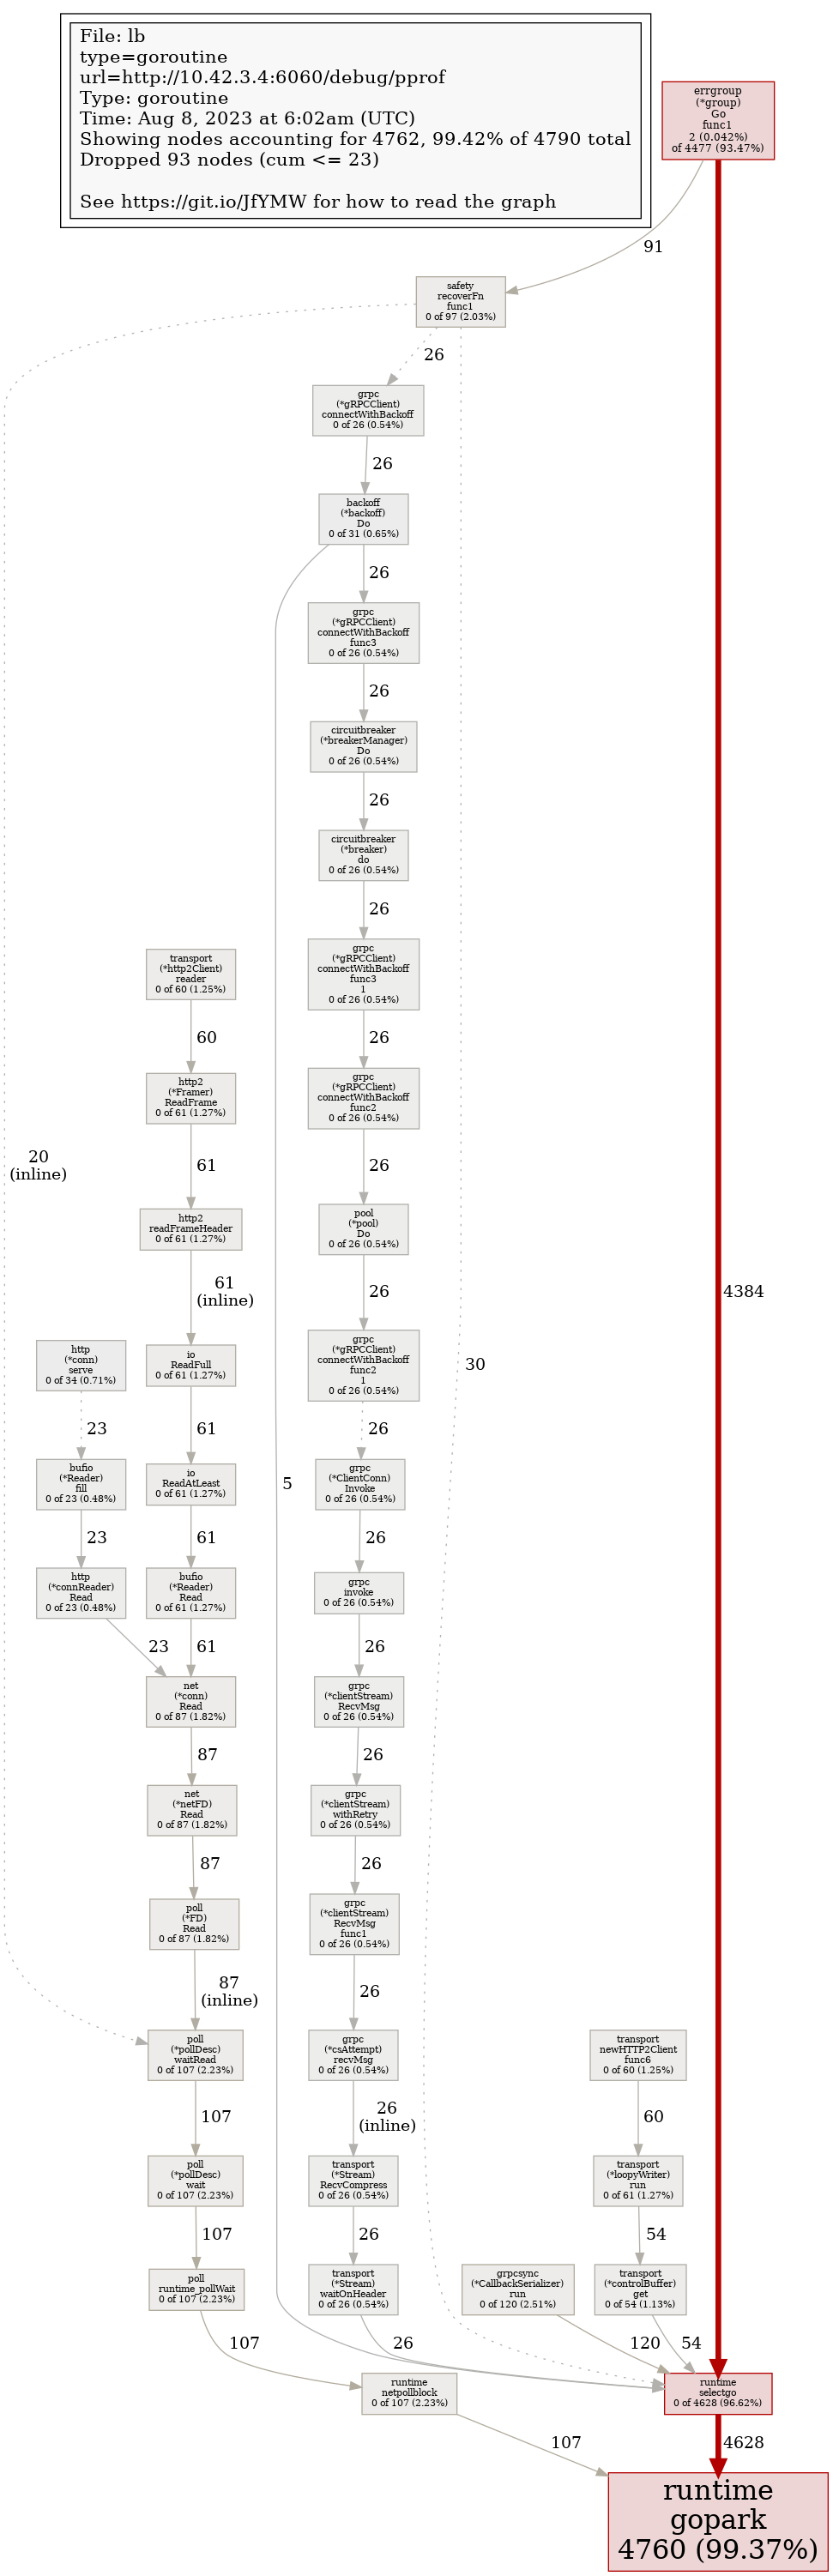 File: lb
type=goroutine
url=http://10.42.3.4:6060/debug/pprof
Type: goroutine
Time: Aug 8, 2023 at 6:02am (UTC)
Showing nodes accounting for 4762, 99.42% of 4790 total
Dropped 93 nodes (cum <= 23)
See https://git.io/JfYMW for how to read the graph
errgroup
(*group)
Go
func1
2 (0.042%)
of 4477 (93.47%)
91
safety
recoverFn
func1
0 of 97 (2.03%)
26
grpc
(*gRPCClient)
connectWithBackoff
0 of 26 (0.54%)
26
backoff
(*backoff)
Do
0 of 31 (0.65%)
26
grpc
(*gRPCClient)
connectWithBackoff
func3
0 of 26 (0.54%)
26
circuitbreaker
(*breakerManager)
Do
0 of 26 (0.54%)
26
circuitbreaker
(*breaker)
do
0 of 26 (0.54%)
26
grpc
(*gRPCClient)
connectWithBackoff
func3
1
0 of 26 (0.54%)
26
grpc
(*gRPCClient)
connectWithBackoff
func2
0 of 26 (0.54%)
26
pool
(*pool)
Do
0 of 26 (0.54%)
26
grpc
(*gRPCClient)
connectWithBackoff
func2
1
0 of 26 (0.54%)
26
grpc
(*ClientConn)
Invoke
0 of 26 (0.54%)
26
grpc
invoke
0 of 26 (0.54%)
26
grpc
(*clientStream)
RecvMsg
0 of 26 (0.54%)
26
grpc
(*clientStream)
withRetry
0 of 26 (0.54%)
26
grpc
(*clientStream)
RecvMsg
func1
0 of 26 (0.54%)
26
grpc
(*csAttempt)
recvMsg
0 of 26 (0.54%)
26
(inline)
transport
(*Stream)
RecvCompress
0 of 26 (0.54%)
26
transport
(*Stream)
waitOnHeader
0 of 26 (0.54%)
26
transport
(*http2Client)
reader
0 of 60 (1.25%)
60
http2
(*Framer)
ReadFrame
0 of 61 (1.27%)
61
http2
readFrameHeader
0 of 61 (1.27%)
61
(inline)
io
ReadFull
0 of 61 (1.27%)
61
io
ReadAtLeast
0 of 61 (1.27%)
61
bufio
(*Reader)
Read
0 of 61 (1.27%)
61
http
(*conn)
serve
0 of 34 (0.71%)
23
bufio
(*Reader)
fill
0 of 23 (0.48%)
23
http
(*connReader)
Read
0 of 23 (0.48%)
23
net
(*conn)
Read
0 of 87 (1.82%)
87
net
(*netFD)
Read
0 of 87 (1.82%)
87
poll
(*FD)
Read
0 of 87 (1.82%)
87
(inline)
20
(inline)
poll
(*pollDesc)
waitRead
0 of 107 (2.23%)
107
poll
(*pollDesc)
wait
0 of 107 (2.23%)
107
poll
runtime_pollWait
0 of 107 (2.23%)
107
runtime
netpollblock
0 of 107 (2.23%)
107
5
30
4384
transport
newHTTP2Client
func6
0 of 60 (1.25%)
60
transport
(*loopyWriter)
run
0 of 61 (1.27%)
54
transport
(*controlBuffer)
get
0 of 54 (1.13%)
54
grpcsync
(*CallbackSerializer)
run
0 of 120 (2.51%)
120
runtime
selectgo
0 of 4628 (96.62%)
4628
runtime
gopark
4760 (99.37%)